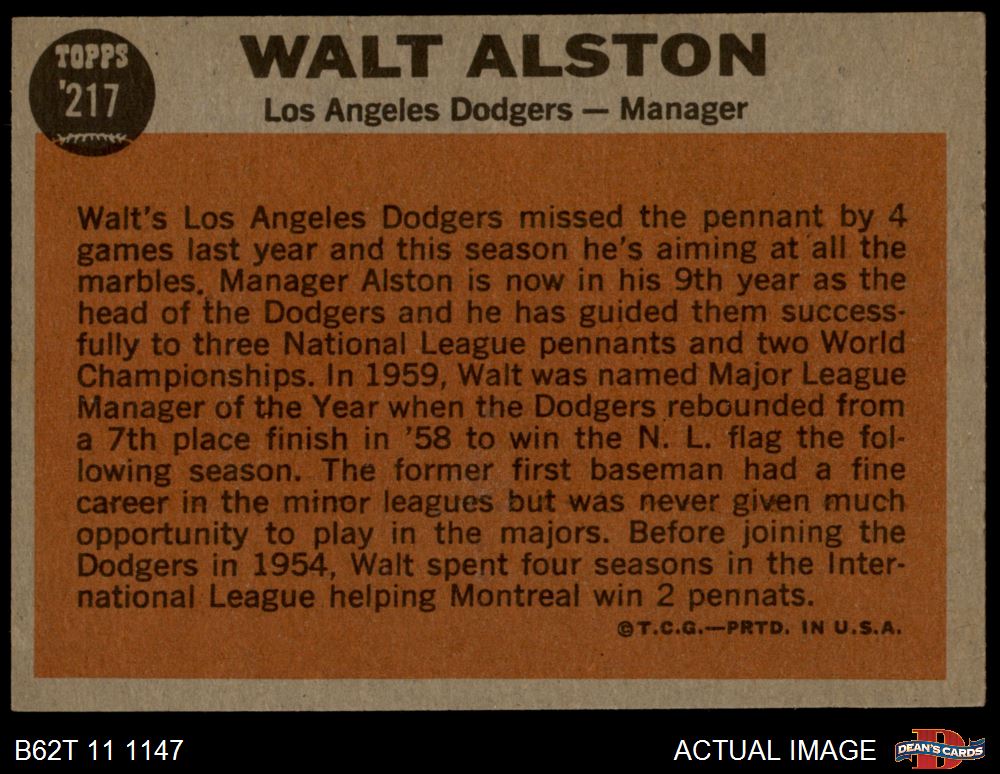 TOPPS
'217
WALT ALSTON
Los Angeles Dodgers — Manager
Walt's Los Angeles Dodgers missed the pennant by 4
games last year and this season he's aiming at all the
marbles. Manager Alston is now in his 9th year as the
head of the Dodgers and he has guided them success-
fully to three National League pennants and two World
Championships. In 1959, Walt was named Major League
Manager of the Year when the Dodgers rebounded from
a 7th place finish in '58 to win the N. L. flag the fol-
lowing season. The former first baseman had a fine
career in the minor leagues but was never given much
opportunity to play in the majors. Before joining the
Dodgers in 1954, Walt spent four seasons in the Inter-
national League helping Montreal win 2 pennats.
©T.C.G.—PRTD. IN U.S.A.
B62T 11 1147
ACTUAL IMAGE
D
DEAN'S CARDS